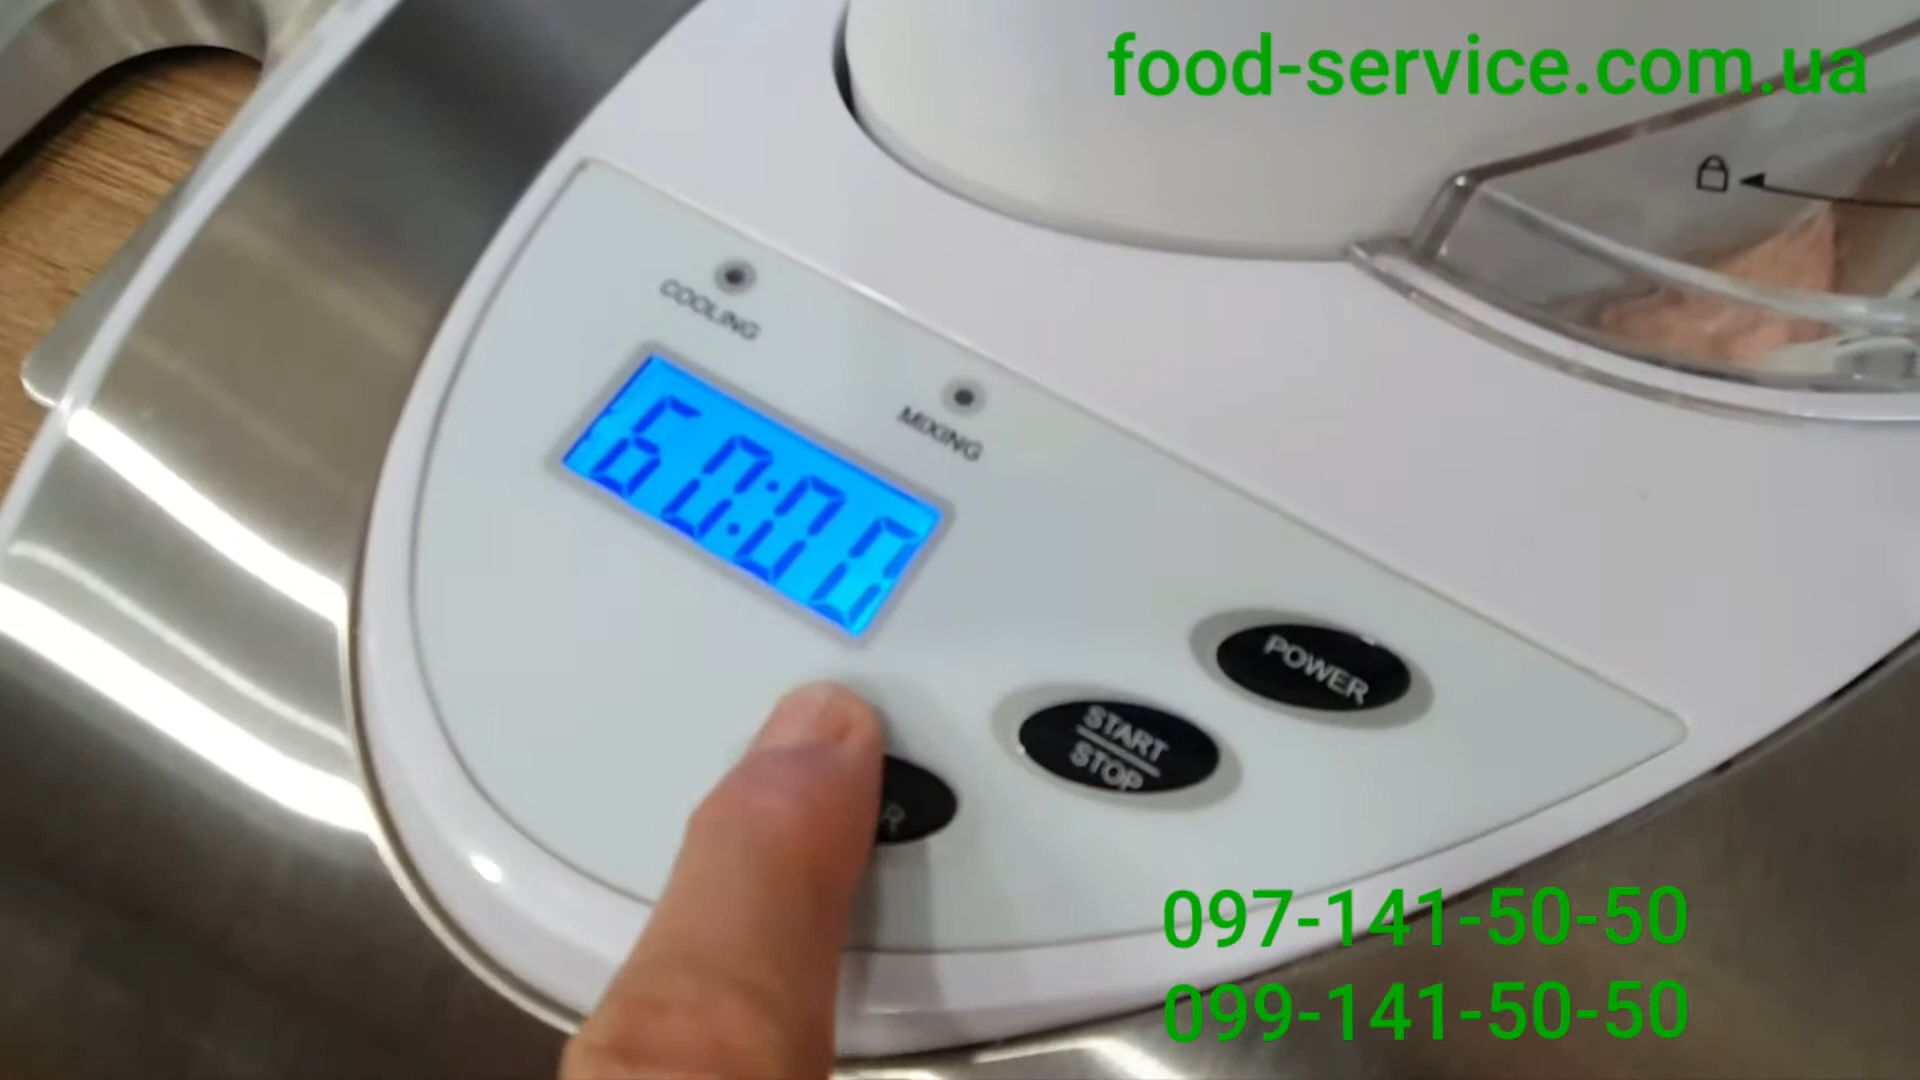 food-service.com.ua
COOLING
MIXING
60:00
POWER
START
STOP
097-141-50-50
099-141-50-50